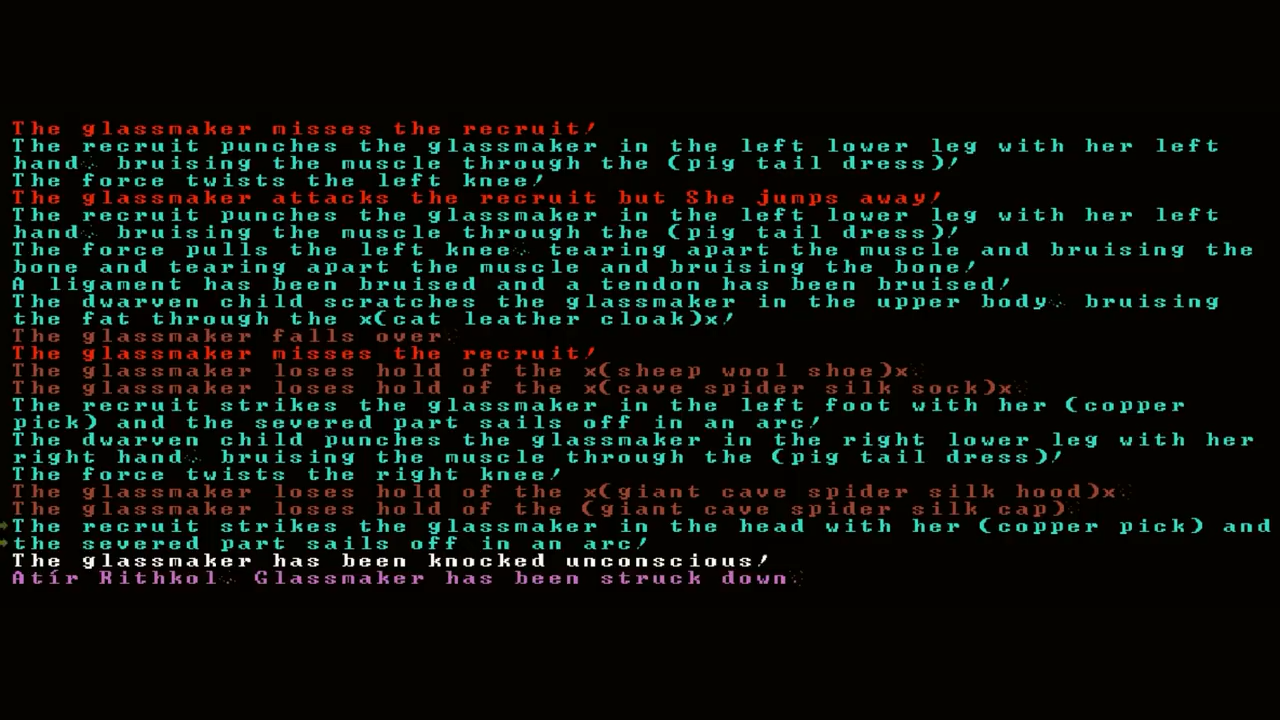 The glassmaker misses the recruit!
The recruit punches the glassmaker in the left lower leg with her left
hand, bruising the muscle through the (pig tail dress)!
The force twists the left knee!
The glassmaker attacks the recruit but She jumps away!
The recruit punches the glassmaker in the left lower leg with her left
hand, bruising the muscle through the (pig tail dress)!
The force pulls the left knee, tearing apart the muscle and bruising the
bone and tearing apart the muscle and bruising the bone!
A ligament has been bruised and a tendon has been bruised!
The dwarven child scratches the glassmaker in the upper body, bruising
the fat through the x(cat leather cloak)x!
The glassmaker falls over.
The glassmaker misses the recruit!
The glassmaker loses hold of the x(sheep wool shoe)x.
The glassmaker loses hold of the x(cave spider silk sock)x.
The recruit strikes the glassmaker in the left foot with her (copper
pick) and the severed part sails off in an arc!
The dwarven child punches the glassmaker in the right lower leg with her
right hand, bruising the muscle through the (pig tail dress)!
The force twists the right knee!
The glassmaker loses hold of the x(giant cave spider silk hood)x.
The glassmaker loses hold of the (giant cave spider silk cap).
The recruit strikes the glassmaker in the head with her (copper pick) and
the severed part sails off in an arc!
The glassmaker has been knocked unconscious!
Atír Rithkol, Glassmaker has been struck down.